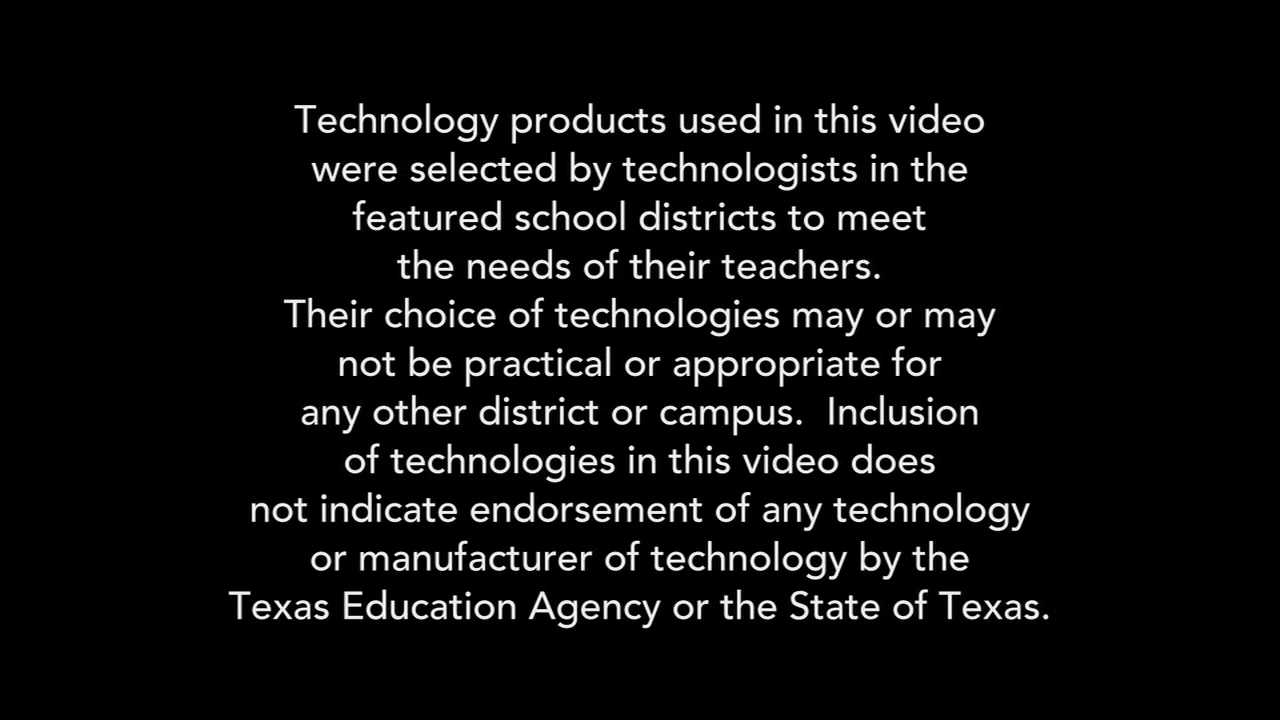 Technology products used in this video
were selected by technologists in the
featured school districts to meet
the needs of their teachers.
Their choice of technologies may or may
not be practical or appropriate for
any other district or campus.  Inclusion
of technologies in this video does
not indicate endorsement of any technology
or manufacturer of technology by the
Texas Education Agency or the State of Texas.